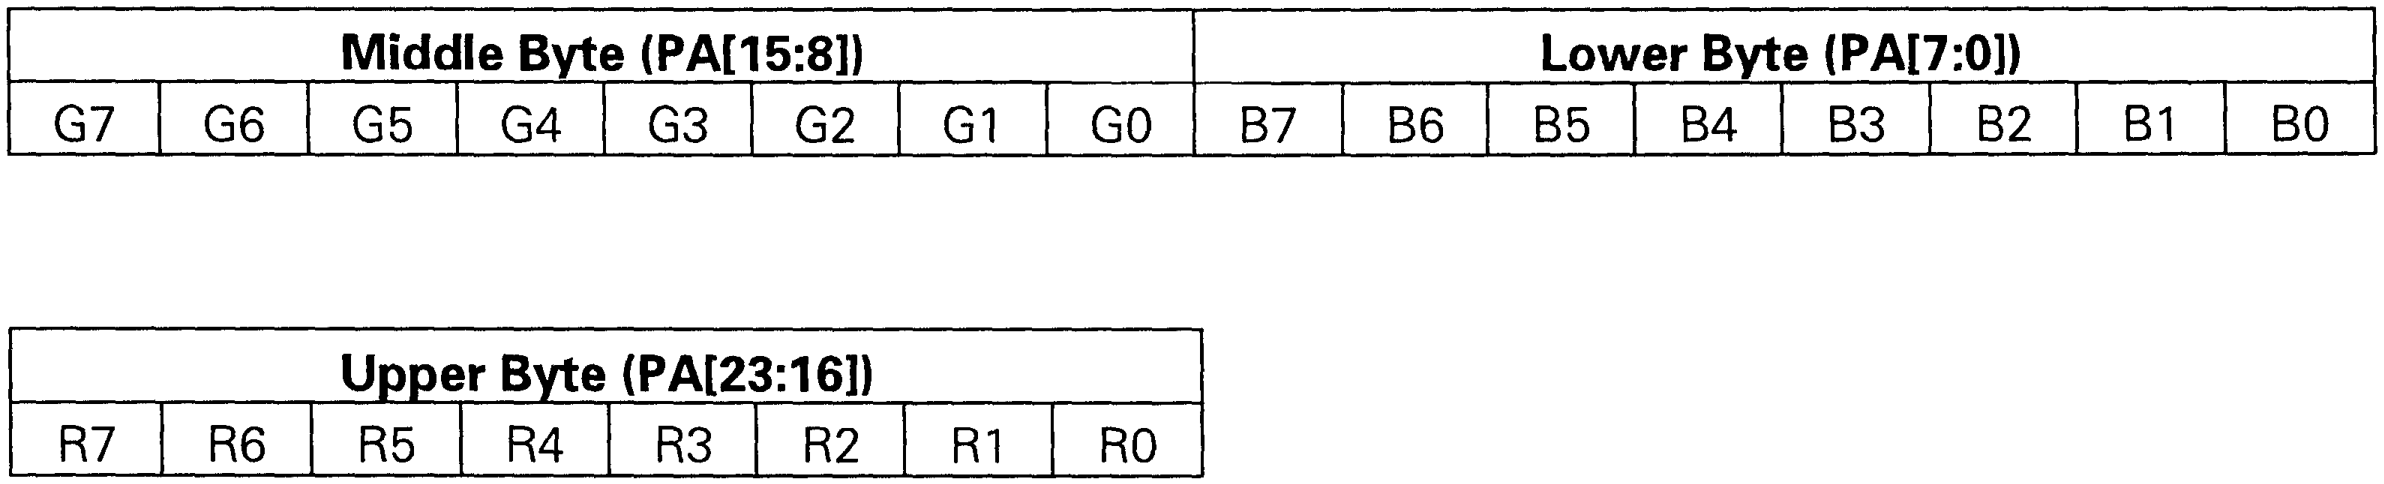 Middle Byte (PA[15:8]) Lower Byte (PA[7:0])
G7 G6 G5 G4 G3 G2 G1 G0 B7 B6 B5 B4 B3 B2 B1 B0
Upper Byte (PA[23:16])
R7 R6 R5 R4 R3 R2 R1 R0